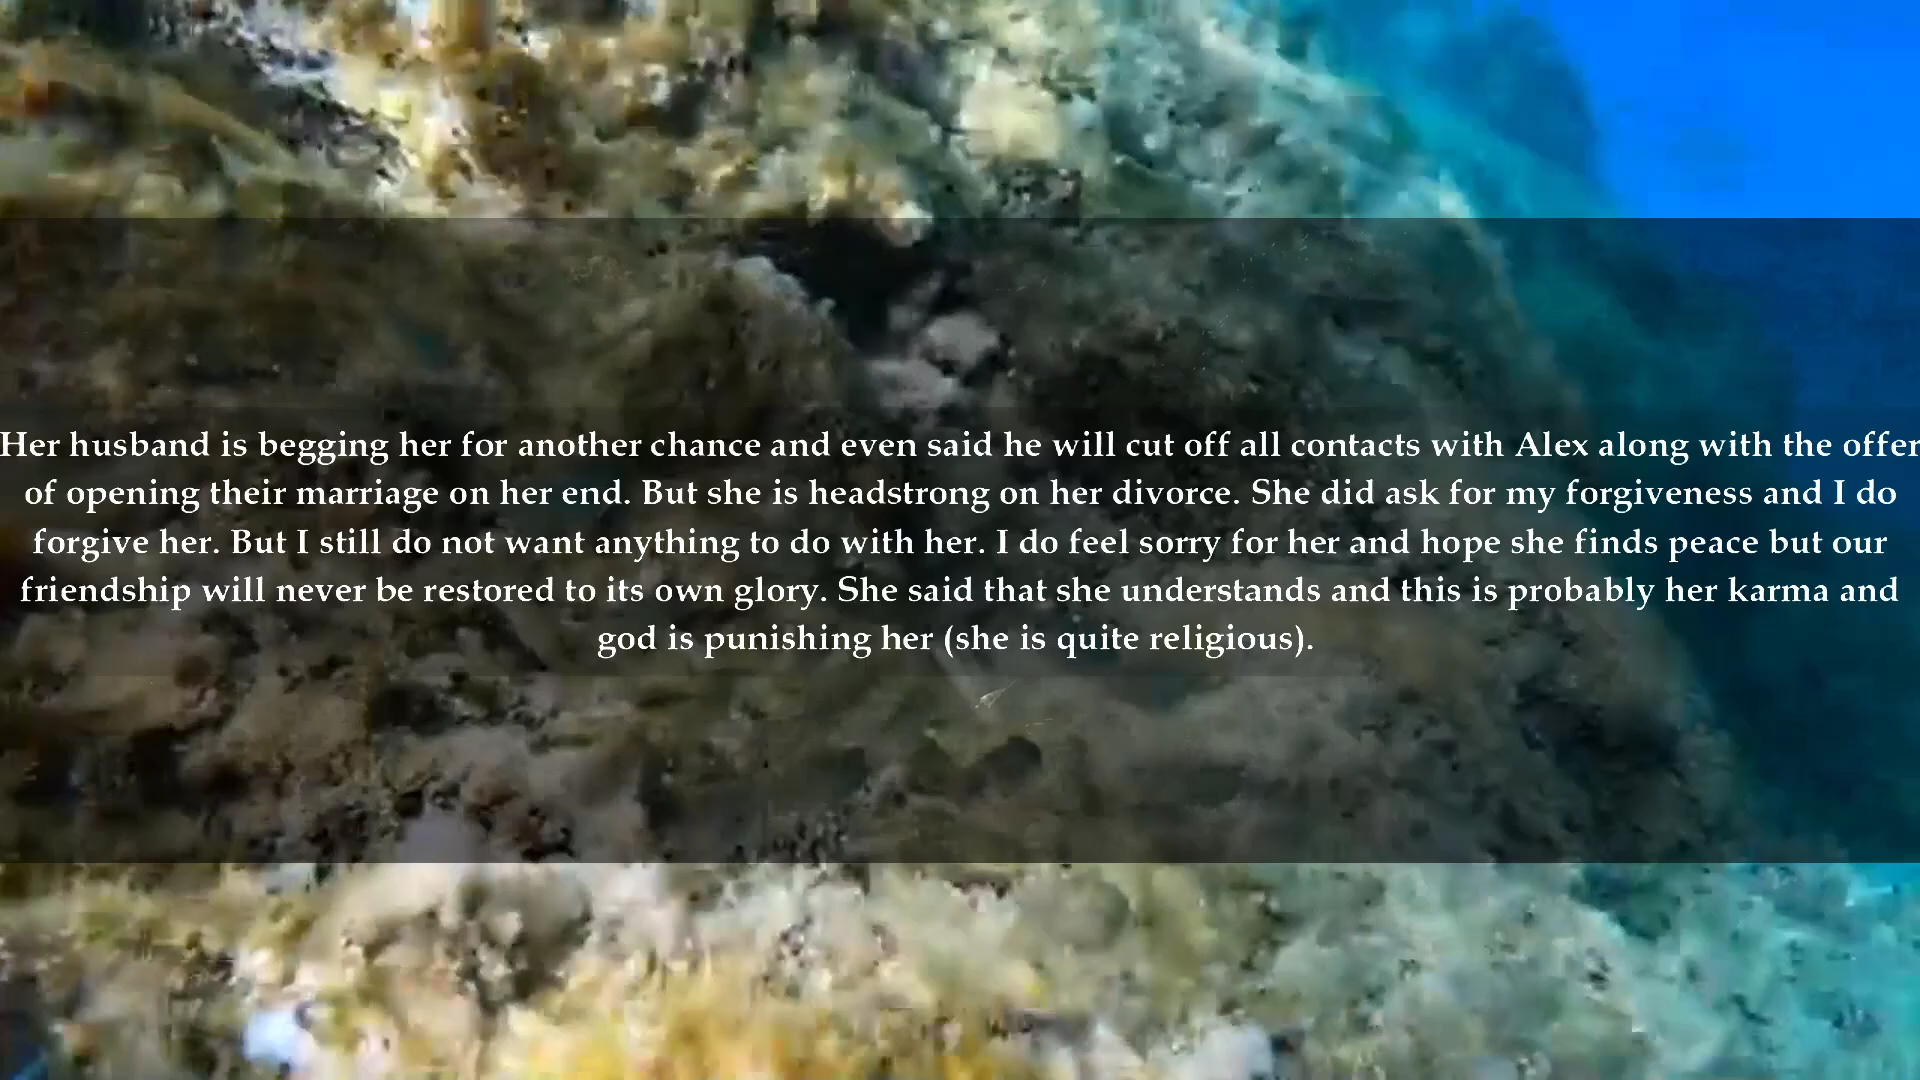 Her husband is begging her for another chance and even said he will cut off all contacts with Alex along with the offer
of opening their marriage on her end. But she is headstrong on her divorce. She did ask for my forgiveness and I do
forgive her. But I still do not want anything to do with her. I do feel sorry for her and hope she finds peace but our
friendship will never be restored to its own glory. She said that she understands and this is probably her karma and
god is punishing her (she is quite religious).